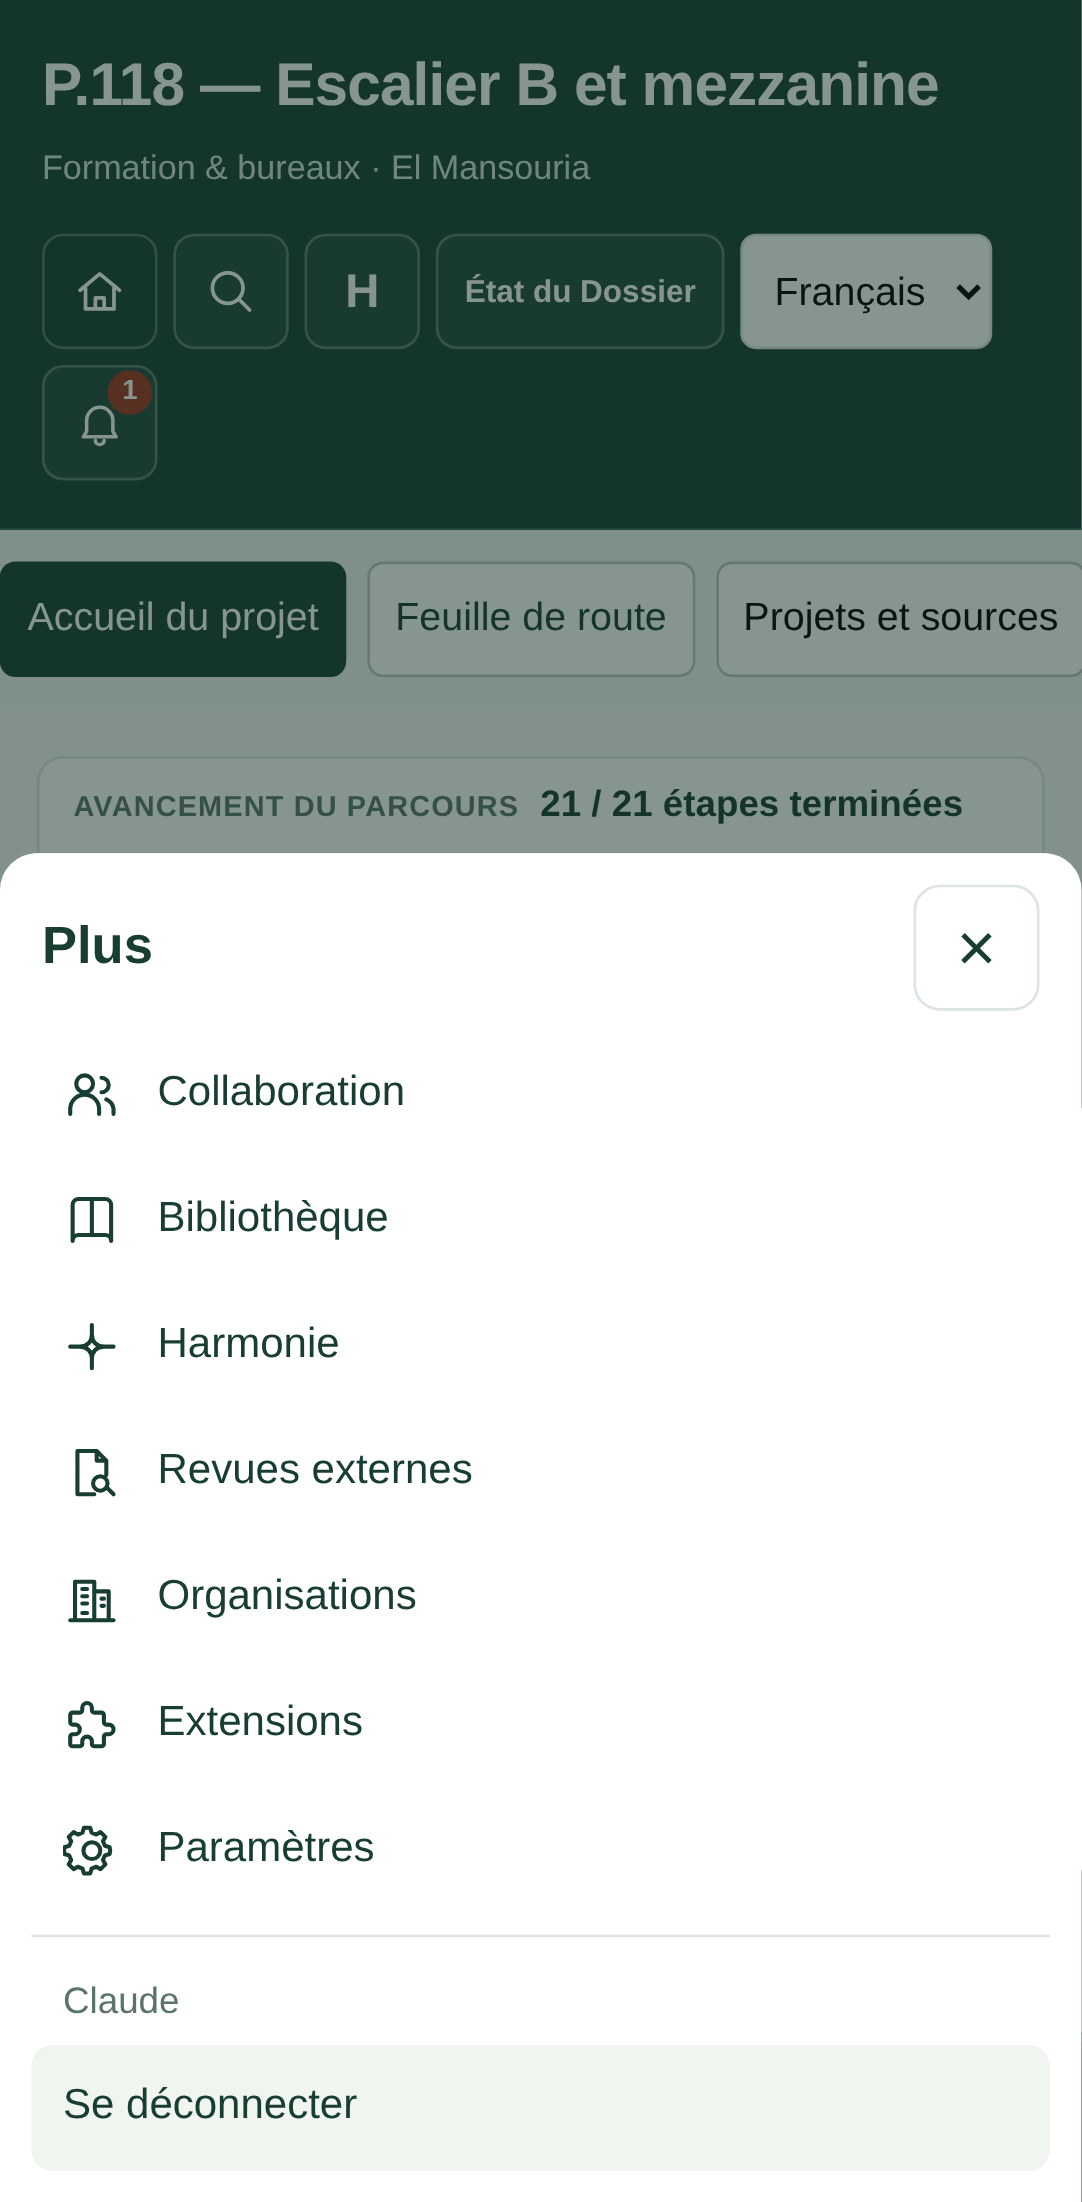 P.118 — Escalier B et mezzanine
Formation & bureaux · El Mansouria
H État du Dossier Français
1
Accueil du projet Feuille de route Projets et sources
AVANCEMENT DU PARCOURS 21 / 21 étapes terminées
Plus
Collaboration
Bibliothèque
Harmonie
Revues externes
Organisations
Extensions
Paramètres
Claude
Se déconnecter